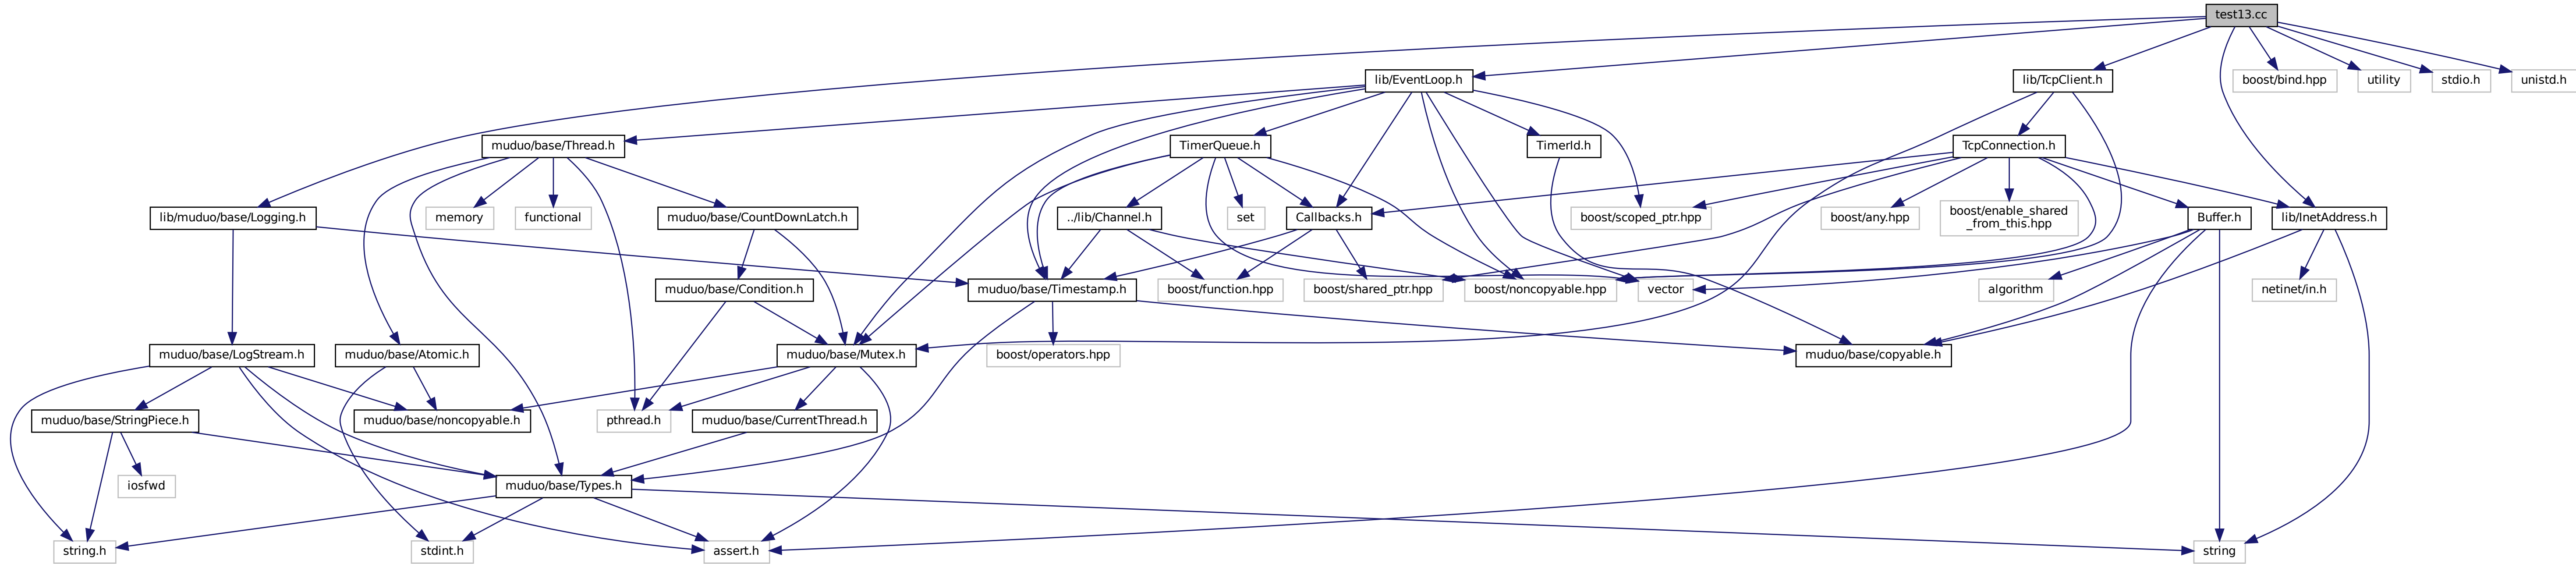 test13.cc
lib/EventLoop.h
lib/TcpClient.h
boost/bind.hpp
utility
stdio.h
unistd.h
muduo/base/Thread.h
TimerQueue.h
TimerId.h
TcpConnection.h
lib/muduo/base/Logging.h
memory
functional
muduo/base/CountDownLatch.h
../lib/Channel.h
set
Callbacks.h
boost/scoped_ptr.hpp
boost/any.hpp
boost/enable_shared
_from_this.hpp
Buffer.h
lib/InetAddress.h
muduo/base/Condition.h
muduo/base/Timestamp.h
boost/function.hpp
boost/shared_ptr.hpp
boost/noncopyable.hpp
vector
algorithm
netinet/in.h
muduo/base/LogStream.h
muduo/base/Atomic.h
muduo/base/Mutex.h
boost/operators.hpp
muduo/base/copyable.h
muduo/base/StringPiece.h
muduo/base/noncopyable.h
pthread.h
muduo/base/CurrentThread.h
iosfwd
muduo/base/Types.h
string.h
stdint.h
assert.h
string